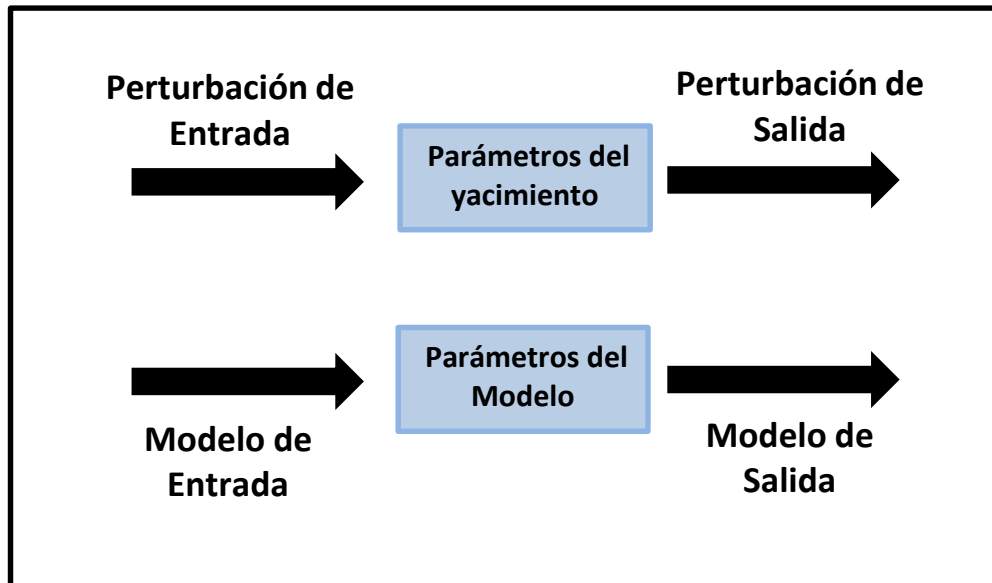 Perturbación de
Entrada
Parámetros del
yacimiento
Perturbación de
Salida
Parámetros del
Modelo
Modelo de
Entrada
Modelo de
Salida